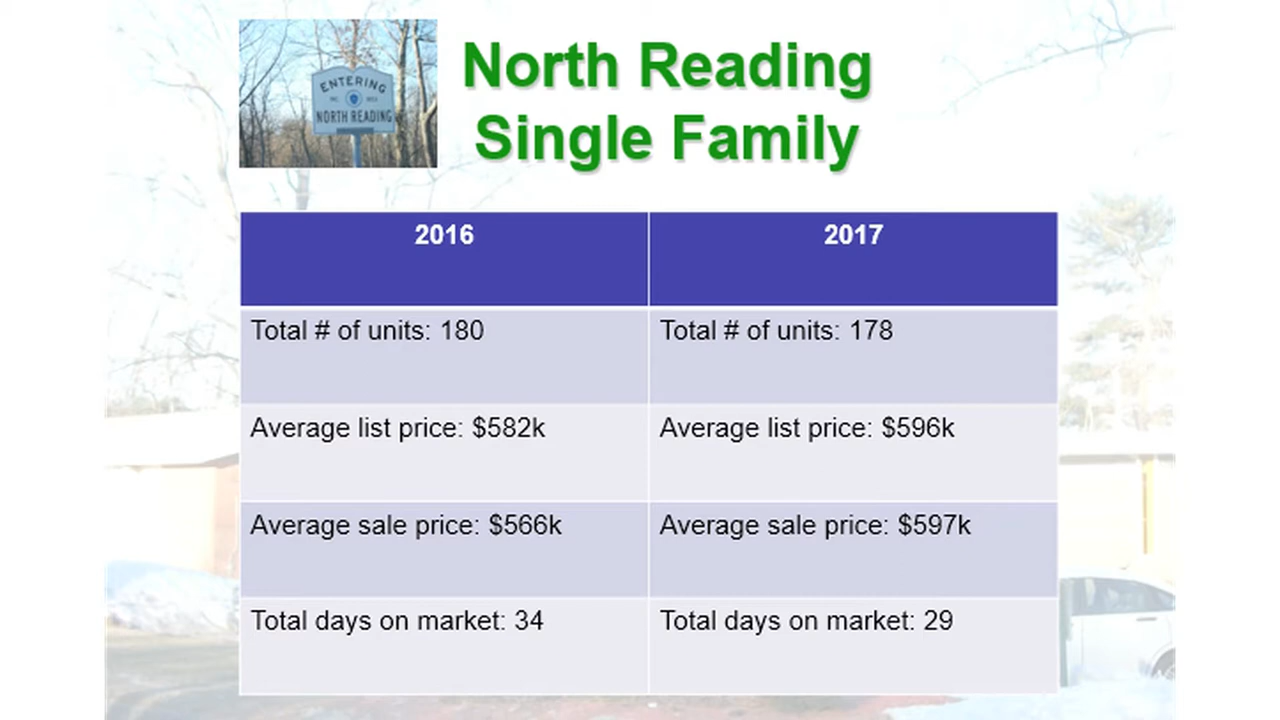 ENTERING
NORTH READING
North Reading
Single Family
2016
2017
Total # of units: 180
Total # of units: 178
Average list price: $582k
Average list price: $596k
Average sale price: $566k
Average sale price: $597k
Total days on market: 34
Total days on market: 29